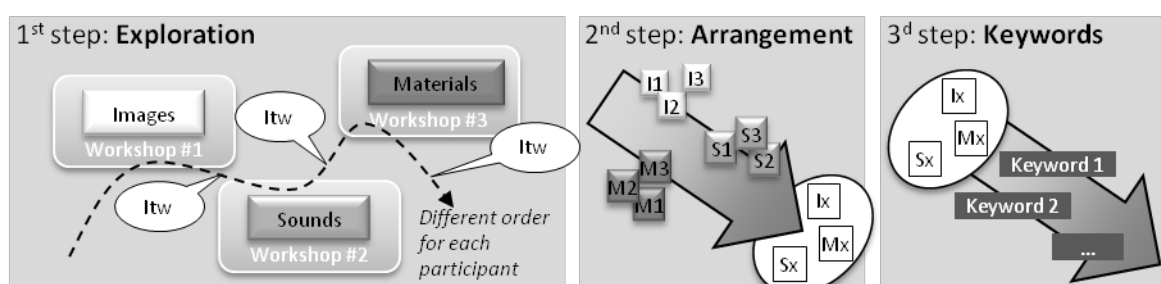 1st step: Exploration
Images
Workshop #1
Itw
Itw
Sounds
Workshop #2
Materials
Workshop #3
Itw
Different order
for each
participant
2nd step: Arrangement
I1
I3
I2
S3
S1
S2
M3
M2
M1
Ix
Mx
Sx
3d step: Keywords
Ix
Mx
Sx
Keyword 1
Keyword 2
...